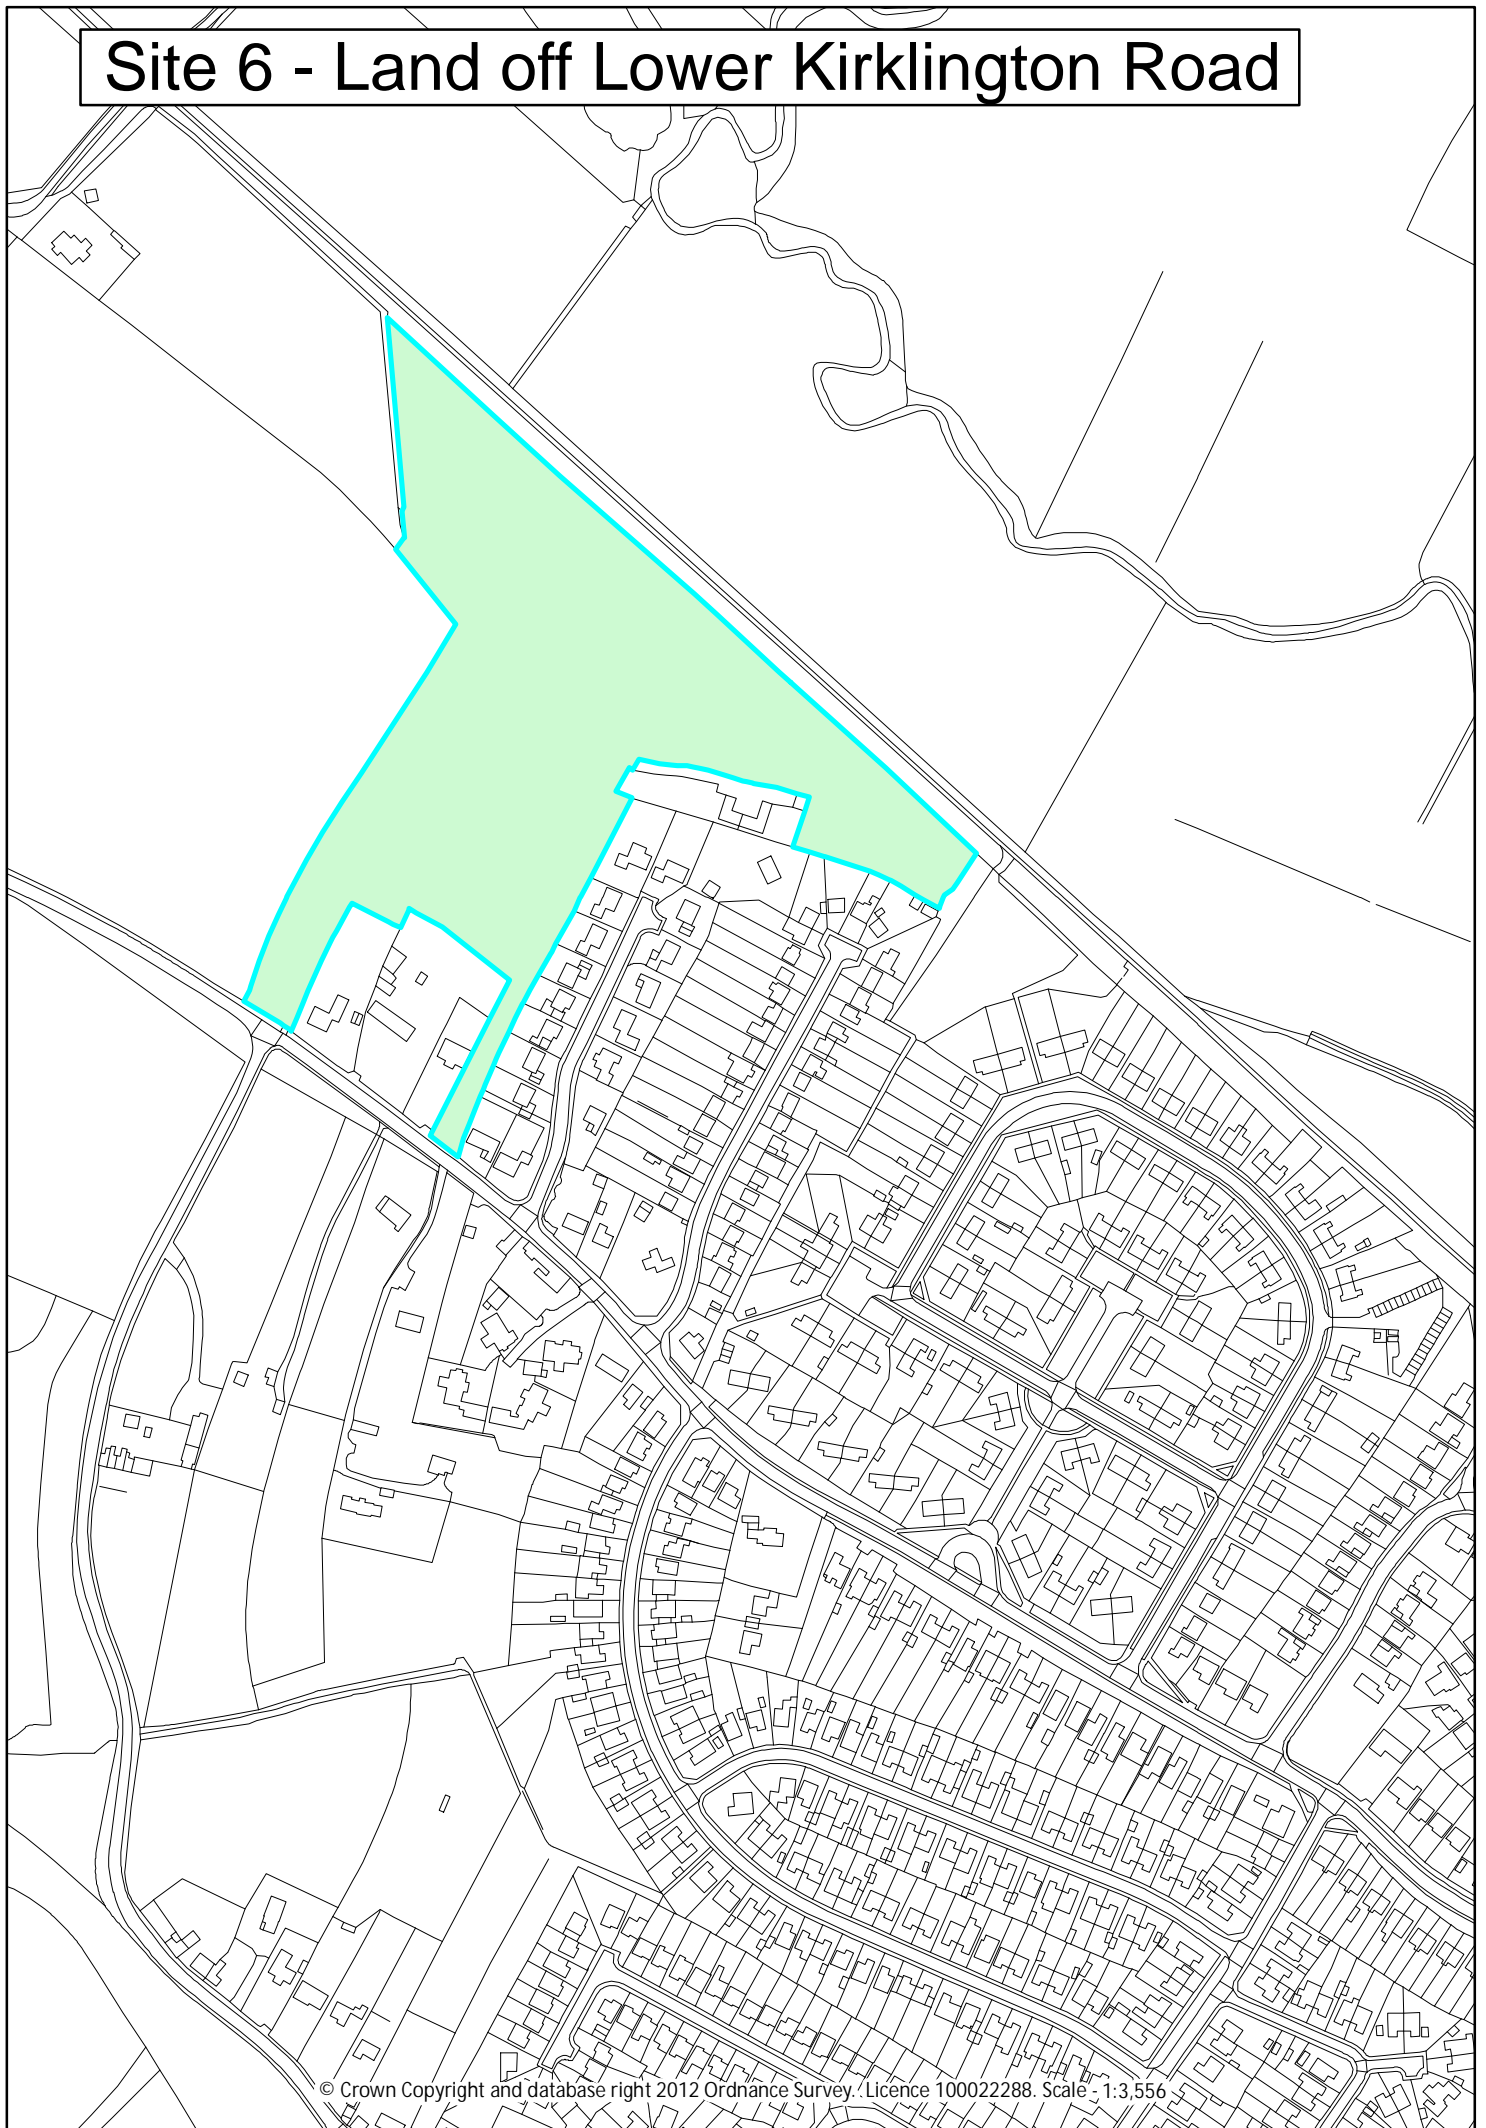 Site 6 - Land off Lower Kirklington Road
© Crown Copyright and database right 2012 Ordnance Survey. Licence 100022288. Scale - 1:3,556